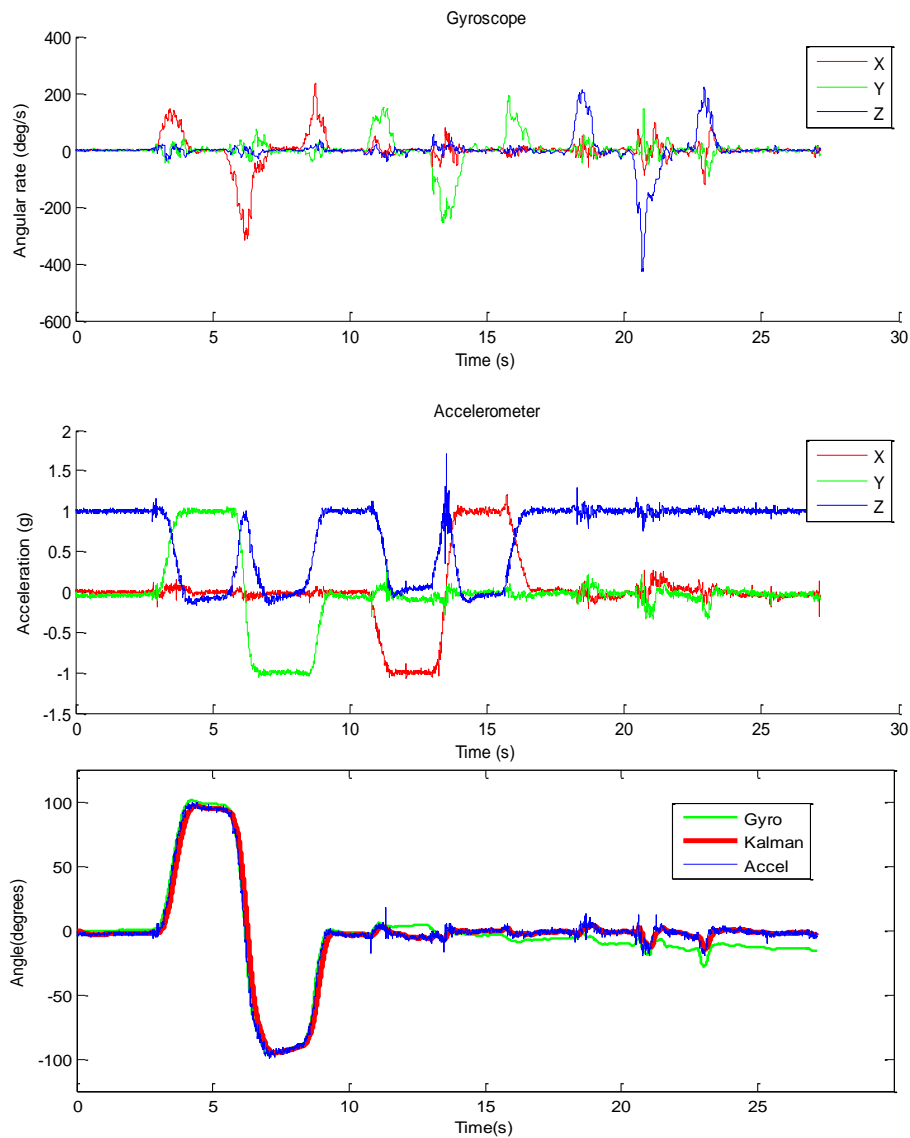 Gyroscope
400
200
0
-200
-400
-600
Angular rate (deg/s)
X
Y
Z
0 5 10 15 20 25 30
Time (s)
Accelerometer
2
1.5
1
0.5
0
-0.5
-1
-1.5
Acceleration (g)
X
Y
Z
0 5 10 15 20 25 30
Time (s)
100
50
0
-50
-100
Angle(degrees)
Gyro
Kalman
Accel
0 5 10 15 20 25
Time(s)